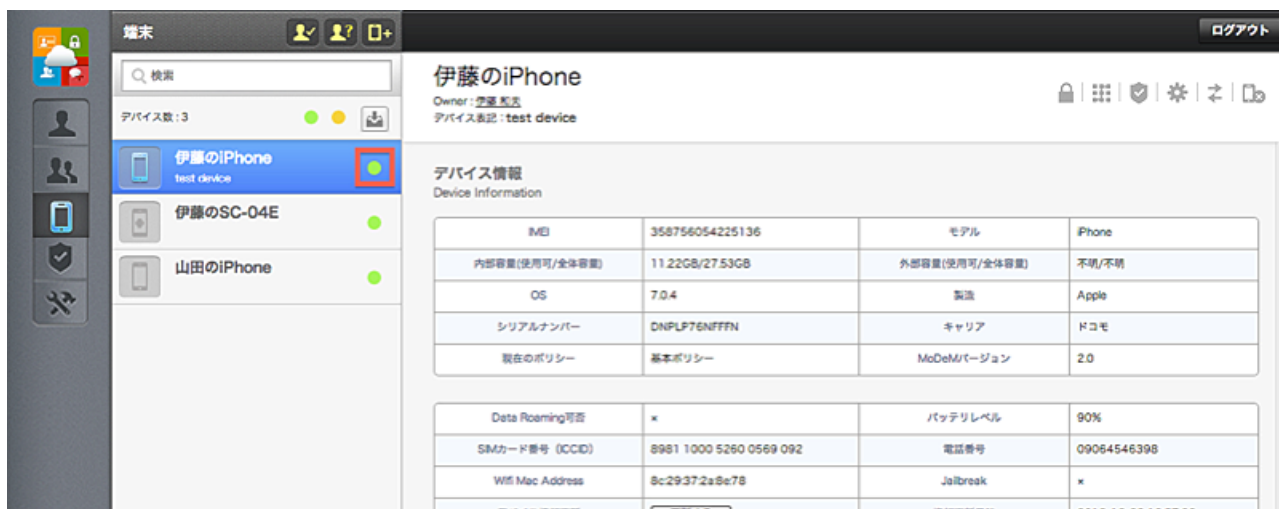 端末
ログアウト
検索
デバイス数:3
伊藤のiPhone
test device
伊藤のSC-04E
山田のiPhone
伊藤のiPhone
Owner : 伊藤 和夫
デバイス表記 : test device
デバイス情報
Device Information
IMEI 358756054225136 モデル iPhone
内部容量(使用可/全体容量) 11.22GB/27.53GB 外部容量(使用可/全体容量) 不明/不明
OS 7.0.4 製造 Apple
シリアルナンバー DNPLP76NFFFN キャリア ドコモ
現在のポリシー 基本ポリシー MoDeMバージョン 2.0
Data Roaming可否 × バッテリレベル 90%
SIMカード番号（ICCID） 8981 1000 5260 0569 092 電話番号 09064546398
Wifi Mac Address 8c:29:37:2a:8e:78 Jailbreak ×